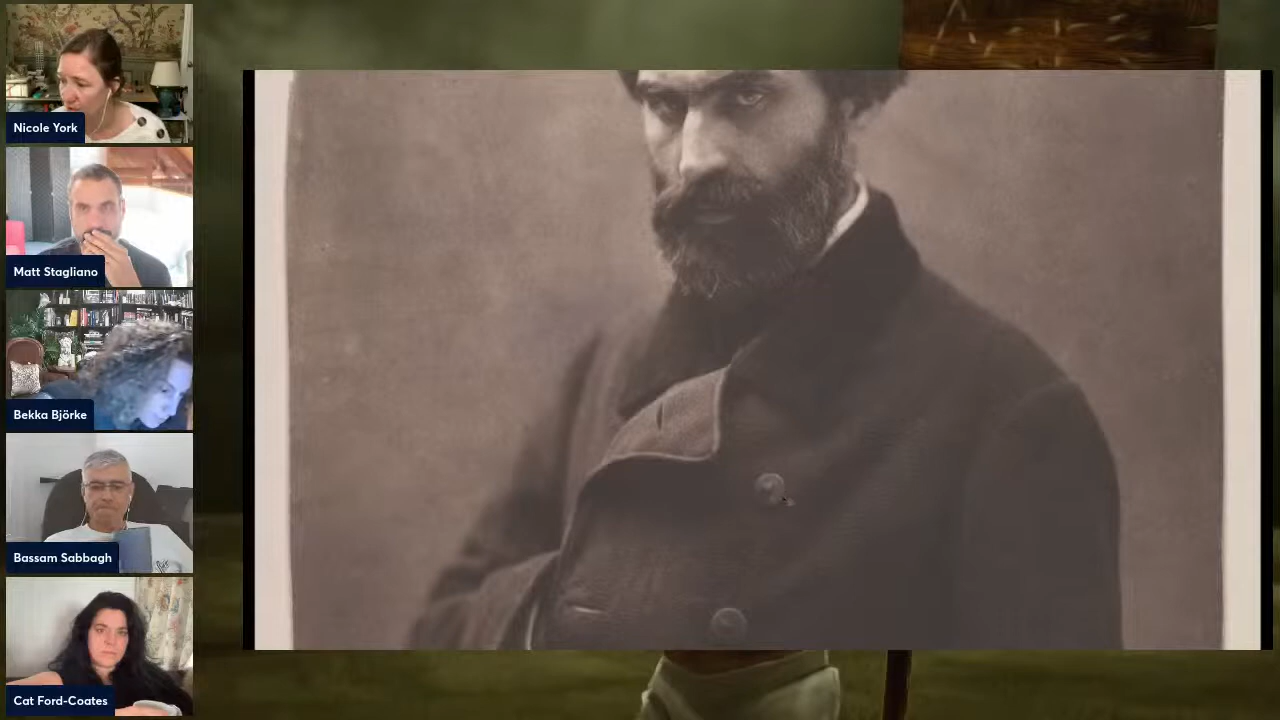 Nicole York
Matt Stagliano
Bekka Björke
Bassam Sabbagh
Cat Ford-Coates